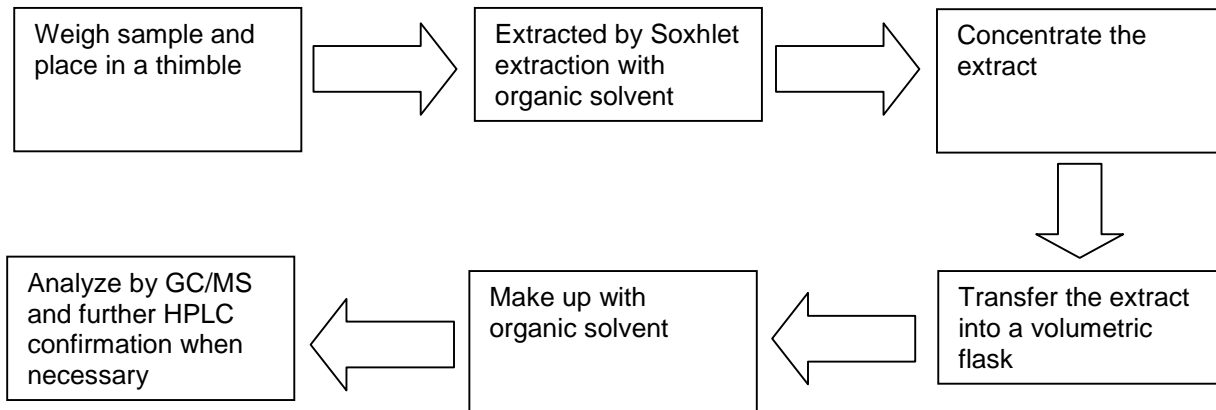 Weigh sample and
place in a thimble
Extracted by Soxhlet
extraction with
organic solvent
Concentrate the
extract
Transfer the extract
into a volumetric
flask
Make up with
organic solvent
Analyze by GC/MS
and further HPLC
confirmation when
necessary